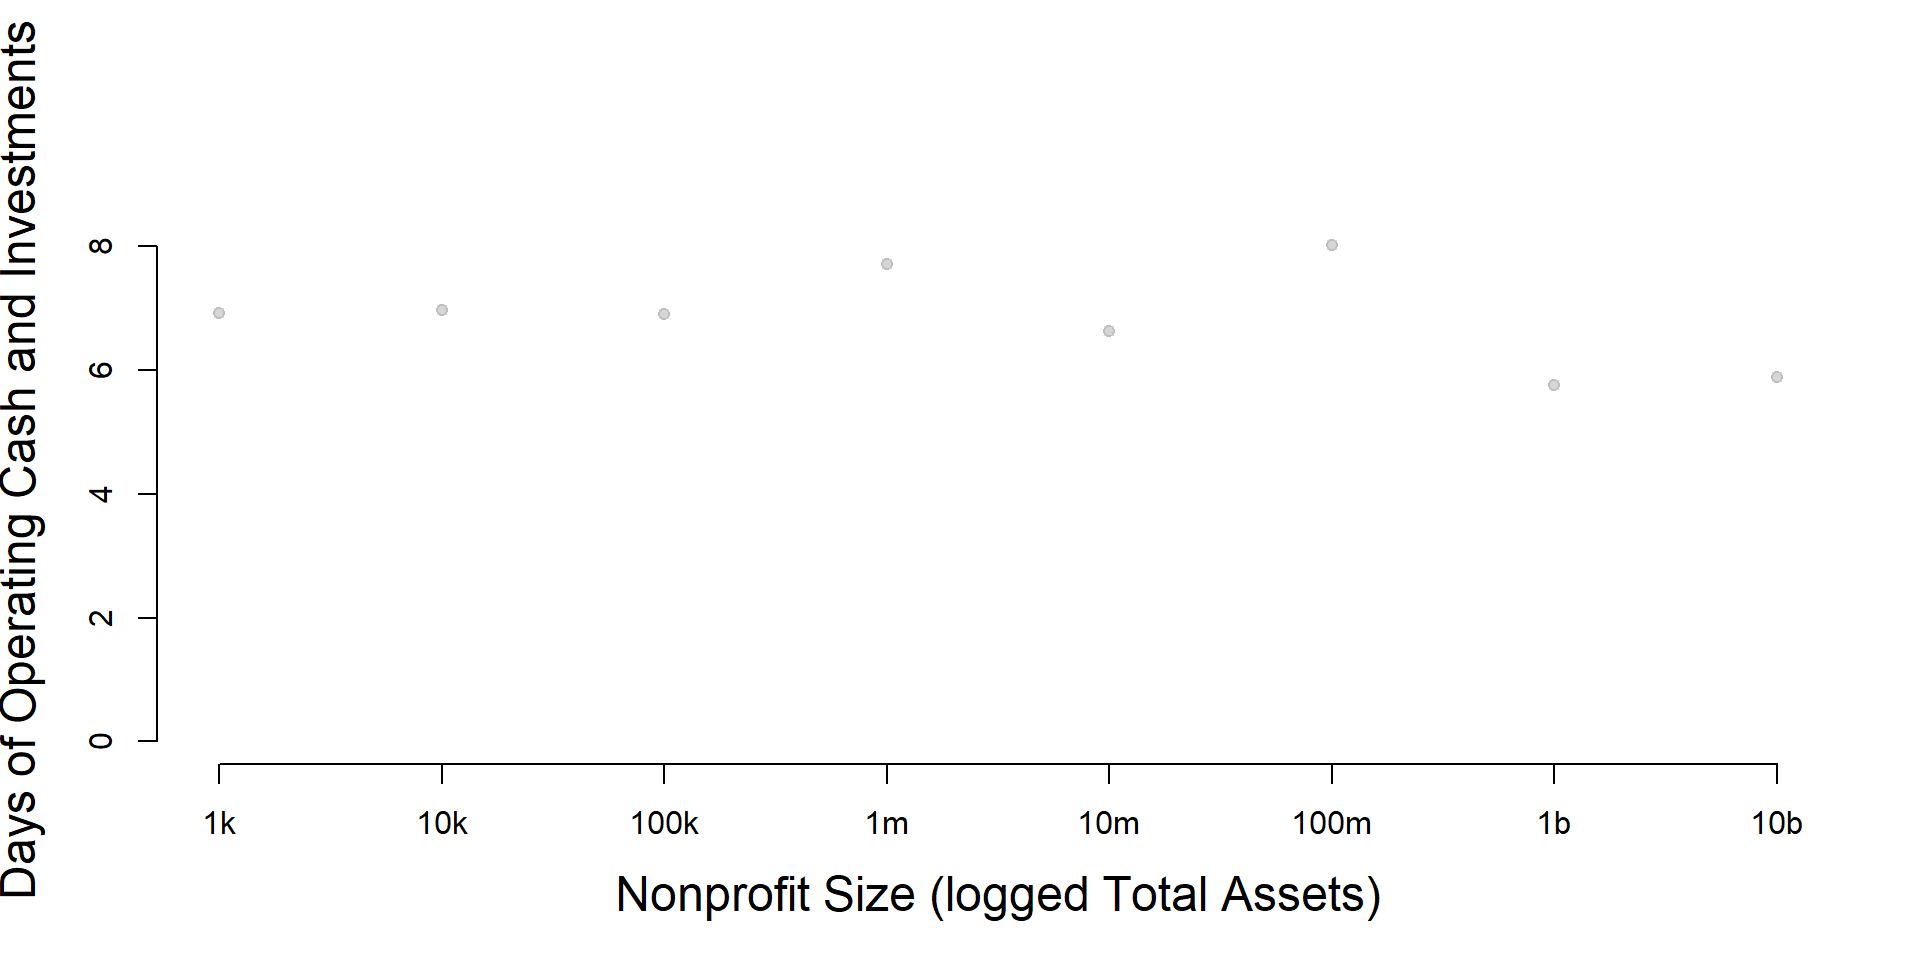 Days of Operating Cash and Investments
8
6
4
2
0
1k 10k 100k 1m 10m 100m 1b 10b
Nonprofit Size (logged Total Assets)